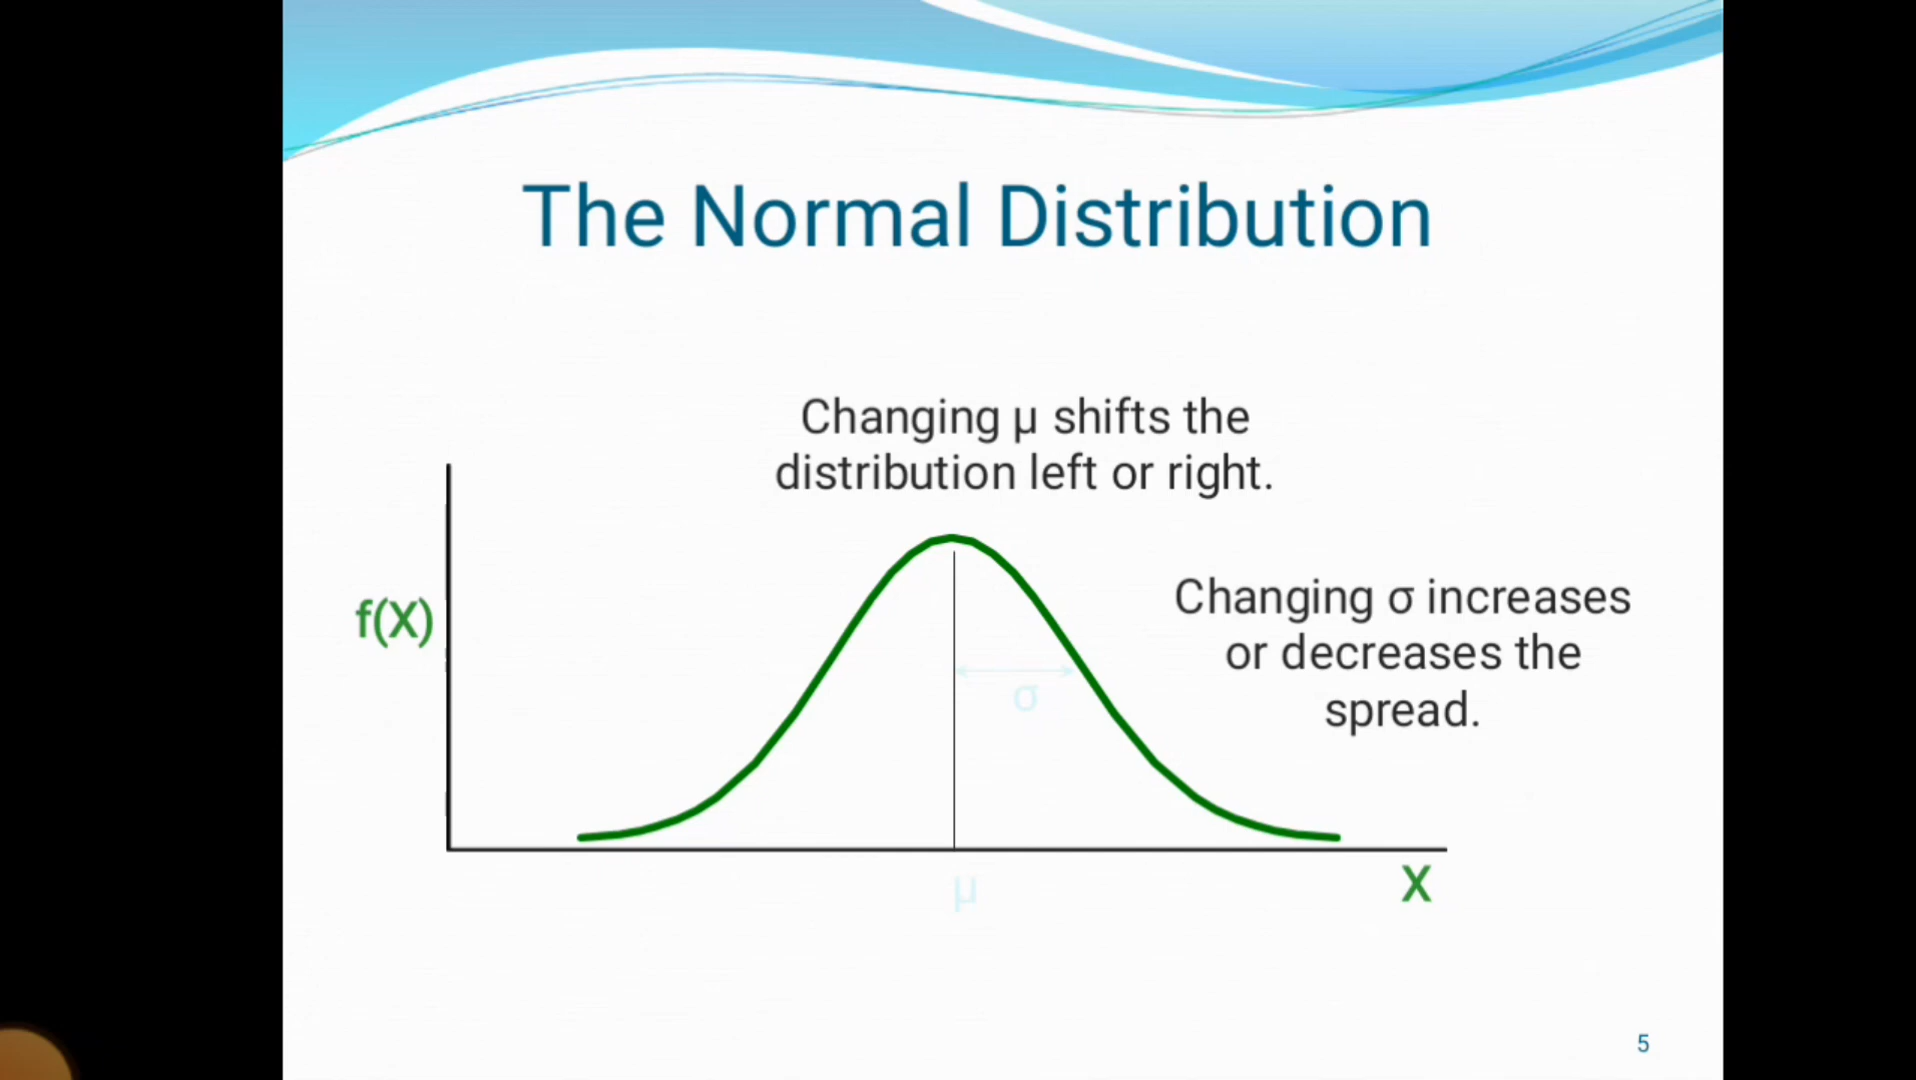 The Normal Distribution
Changing μ shifts the
distribution left or right.
Changing σ increases
or decreases the
spread.
f(X)
σ
μ
X
5